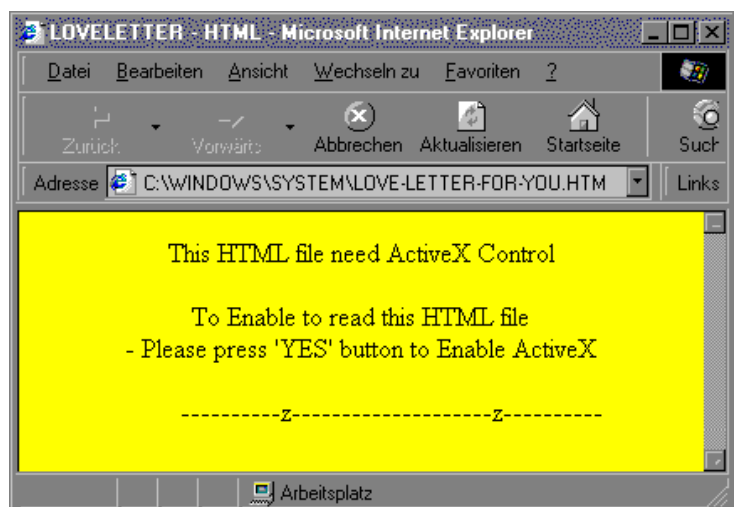 LOVELETTER - HTML - Microsoft Internet Explorer
Datei Bearbeiten Ansicht Wechseln zu Favoriten ?
Zurück Vorwärts Abbrechen Aktualisieren Startseite Such
Adresse C:\WINDOWS\SYSTEM\LOVE-LETTER-FOR-YOU.HTM Links
This HTML file need ActiveX Control
To Enable to read this HTML file
- Please press 'YES' button to Enable ActiveX
----------z--------------------z----------
Arbeitsplatz